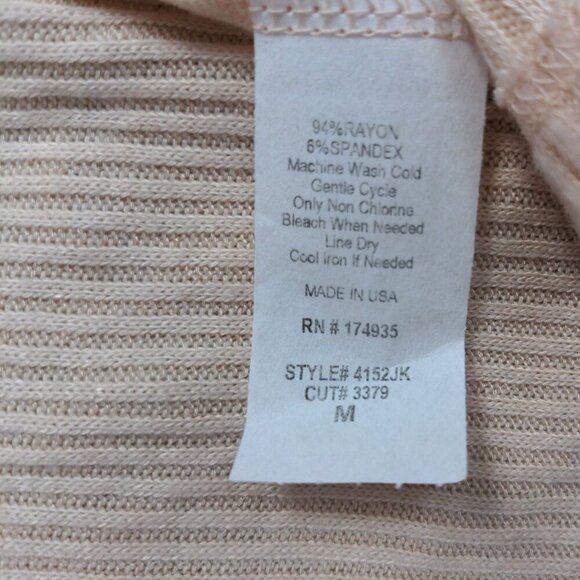 94%RAYON
6%SPANDEX
Machine Wash Cold
Gentle Cycle
Only Non Chlorine
Bleach When Needed
Line Dry
Cool Iron If Needed
MADE IN USA
RN # 174935
STYLE# 4152JK
CUT# 3379
M